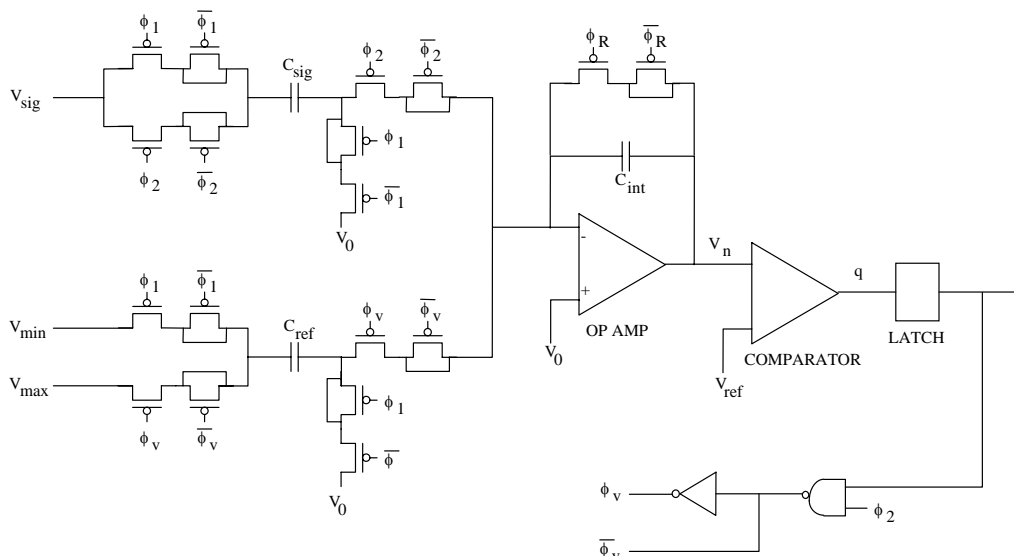 ϕ1 ϕ̅1
Vsig
ϕ2 ϕ̅2
Csig
ϕ2 ϕ̅2
ϕ1
ϕ̅1
V0
ϕR ϕ̅R
Cint
-
+
V0
OP AMP
Vn
COMPARATOR
Vref
q
LATCH
ϕ1 ϕ̅1
Vmin
Vmax
ϕv ϕ̅v
Cref
ϕv ϕ̅v
ϕ1
ϕ̅
V0
ϕv
ϕ2
ϕ̅v